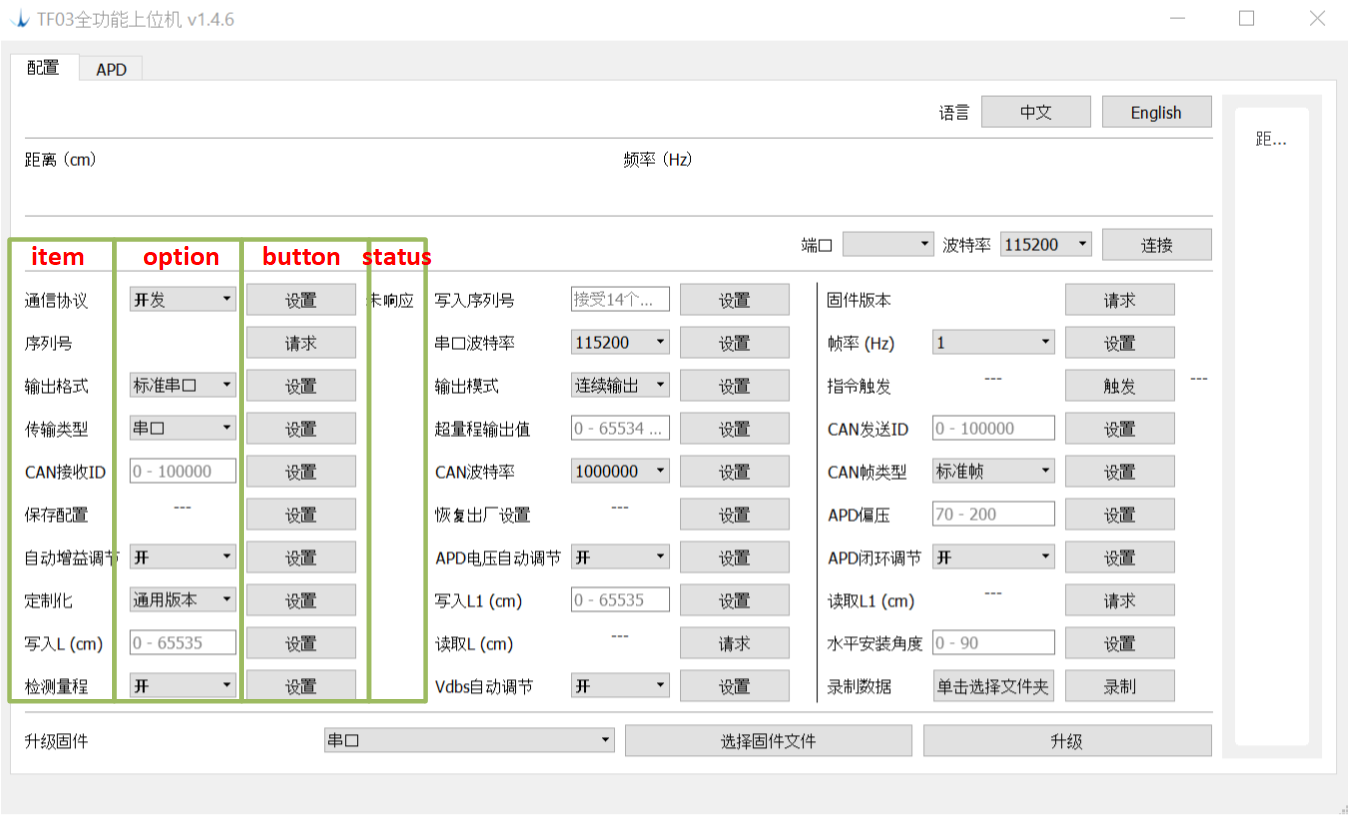 TF03全功能上位机 v1.4.6
配置 APD
语言 中文 English
距...
距离 (cm) 频率 (Hz)
item option button status
端口 波特率 115200 连接
通信协议 开发 设置 未响应 写入序列号 接受14个... 设置 固件版本 请求
序列号 请求 串口波特率 115200 设置 帧率 (Hz) 1 设置
输出格式 标准串口 设置 输出模式 连续输出 设置 指令触发 --- 触发 ---
传输类型 串口 设置 超量程输出值 0 - 65534 ... 设置 CAN发送ID 0 - 100000 设置
CAN接收ID 0 - 100000 设置 CAN波特率 1000000 设置 CAN帧类型 标准帧 设置
保存配置 --- 设置 恢复出厂设置 --- 设置 APD偏压 70 - 200 设置
自动增益调节 开 设置 APD电压自动调节 开 设置 APD闭环调节 开 设置
定制化 通用版本 设置 写入L1 (cm) 0 - 65535 设置 读取L1 (cm) --- 请求
写入L (cm) 0 - 65535 设置 读取L (cm) --- 请求 水平安装角度 0 - 90 设置
检测量程 开 设置 Vdbs自动调节 开 设置 录制数据 单击选择文件夹 录制
升级固件 串口 选择固件文件 升级